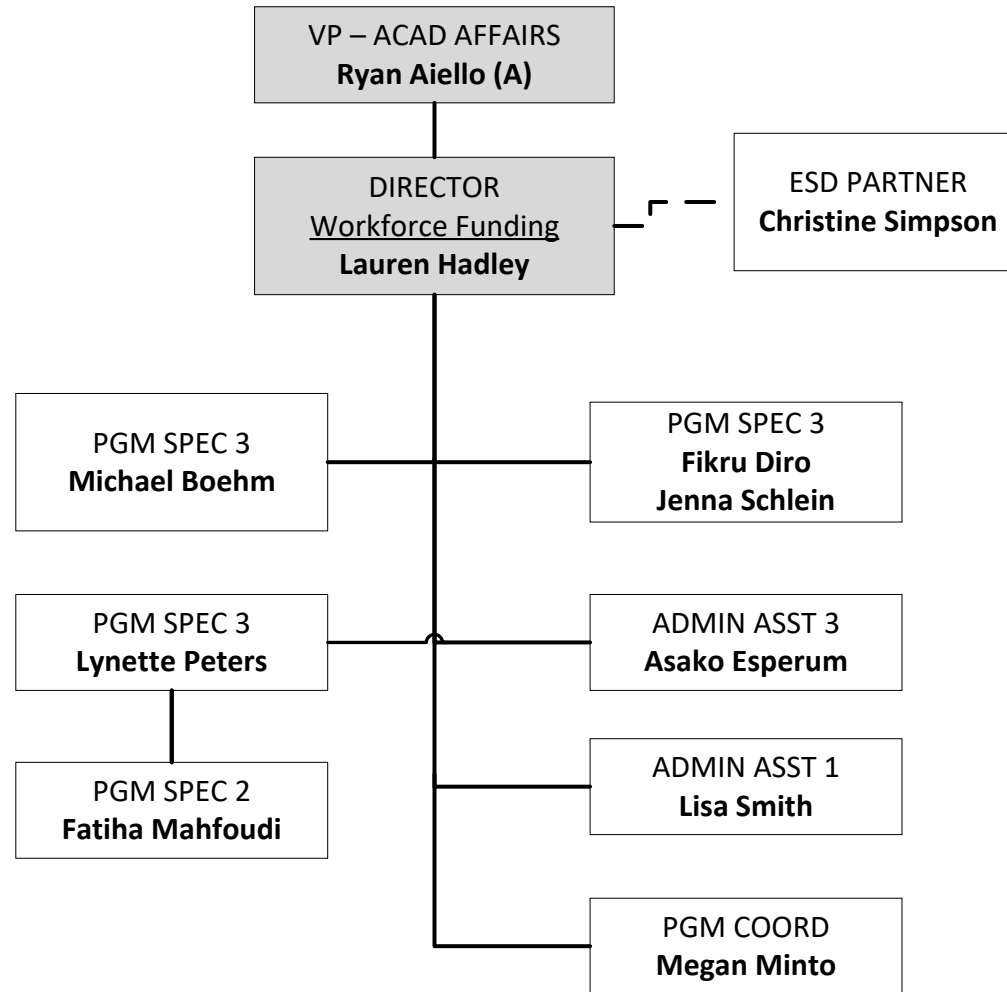 VP – ACAD AFFAIRS
Ryan Aiello (A)
DIRECTOR
Workforce Funding
Lauren Hadley
ESD PARTNER
Christine Simpson
PGM SPEC 3
Michael Boehm
PGM SPEC 3
Fikru Diro
Jenna Schlein
PGM SPEC 3
Lynette Peters
ADMIN ASST 3
Asako Esperum
PGM SPEC 2
Fatiha Mahfoudi
ADMIN ASST 1
Lisa Smith
PGM COORD
Megan Minto